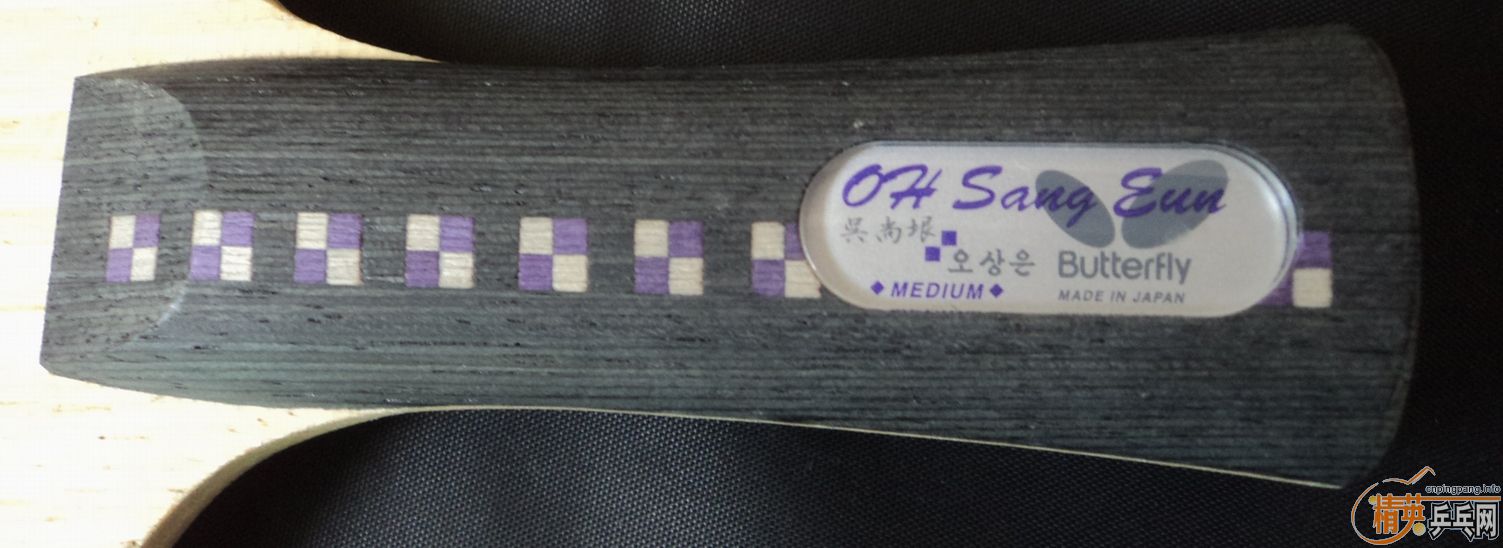 OH Sang Eun
吳尚垠
오상은
Butterfly
◆MEDIUM◆
MADE IN JAPAN
cnpingpang.info
精英乒乓网